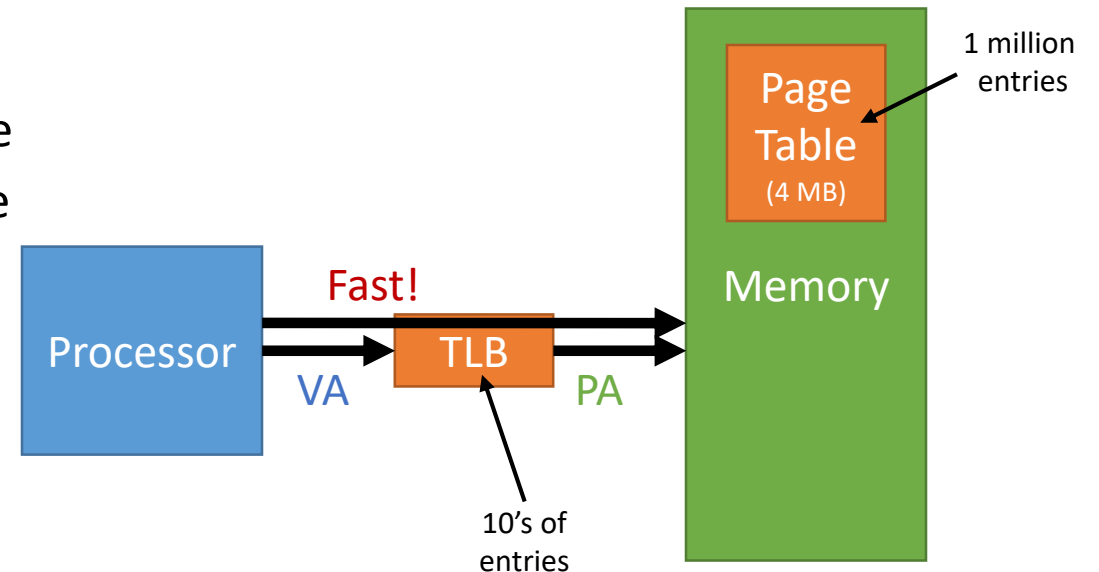 1 million
entries
Page
Table
(4 MB)
e
e
Fast!
Memory
Processor
TLB
VA
PA
10’s of
entries